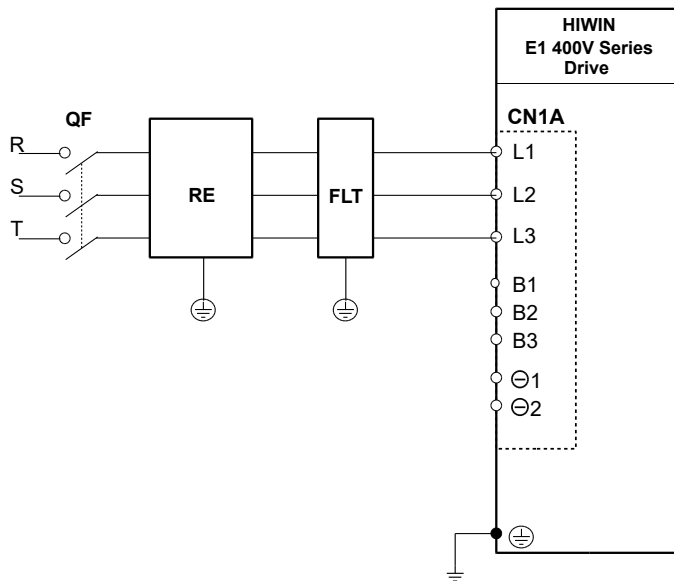 HIWIN
E1 400V Series
Drive
QF
CN1A
R
L1
S
RE
FLT
L2
T
L3
B1
B2
B3
⊖1
⊖2